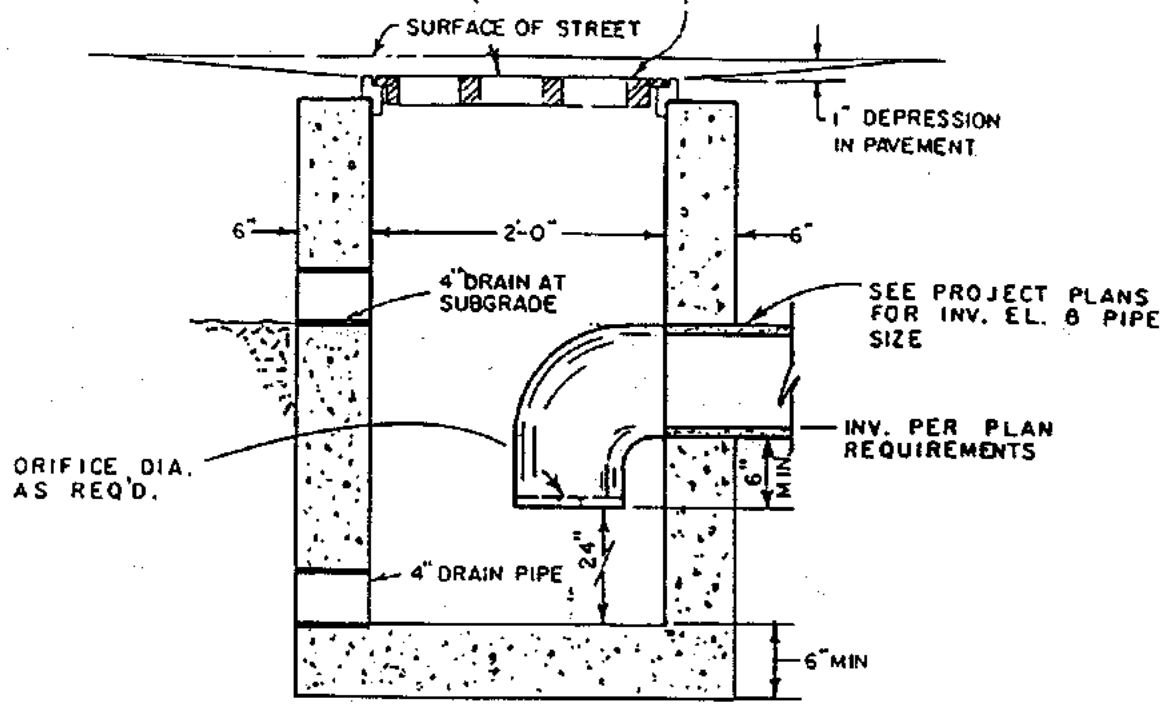 SURFACE OF STREET
1" DEPRESSION
IN PAVEMENT
6"
2'-0"
6"
4" DRAIN AT
SUBGRADE
SEE PROJECT PLANS
FOR INV. EL. & PIPE
SIZE
INV. PER PLAN
REQUIREMENTS
ORIFICE DIA.
AS REQ'D.
6"
MIN.
24"
4" DRAIN PIPE
6" MIN